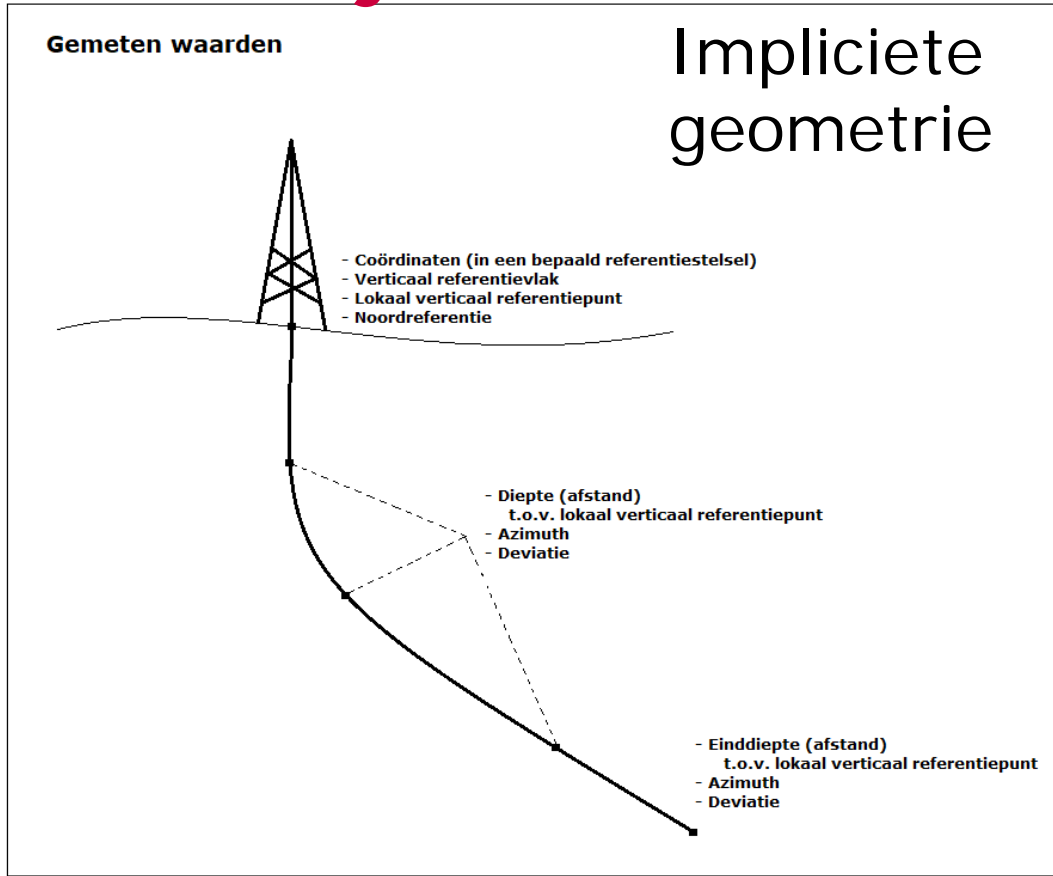 Gemeten waarden
Impliciete
geometrie
- Coördinaten (in een bepaald referentiestelsel)
- Verticaal referentievlak
- Lokaal verticaal referentiepunt
- Noordreferentie
- Diepte (afstand)
t.o.v. lokaal verticaal referentiepunt
- Azimuth
- Deviatie
- Einddiepte (afstand)
t.o.v. lokaal verticaal referentiepunt
- Azimuth
- Deviatie